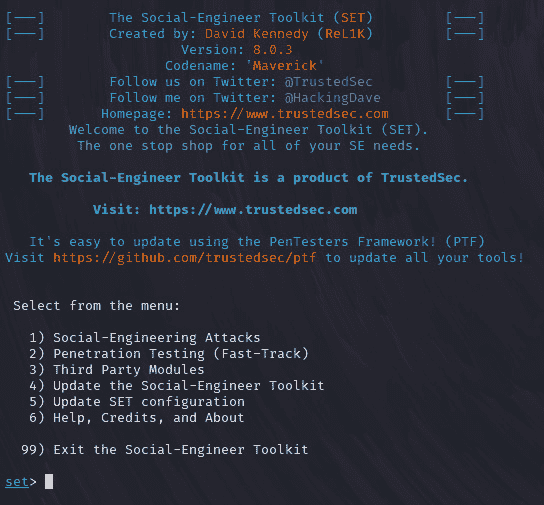 [---] The Social-Engineer Toolkit (SET) [---]
[---] Created by: David Kennedy (ReL1K) [---]
Version: 8.0.3
Codename: 'Maverick'
[---] Follow us on Twitter: @TrustedSec [---]
[---] Follow me on Twitter: @HackingDave [---]
[---] Homepage: https://www.trustedsec.com [---]
Welcome to the Social-Engineer Toolkit (SET).
The one stop shop for all of your SE needs.
The Social-Engineer Toolkit is a product of TrustedSec.
Visit: https://www.trustedsec.com
It's easy to update using the PenTesters Framework! (PTF)
Visit https://github.com/trustedsec/ptf to update all your tools!
Select from the menu:
1) Social-Engineering Attacks
2) Penetration Testing (Fast-Track)
3) Third Party Modules
4) Update the Social-Engineer Toolkit
5) Update SET configuration
6) Help, Credits, and About
99) Exit the Social-Engineer Toolkit
set>